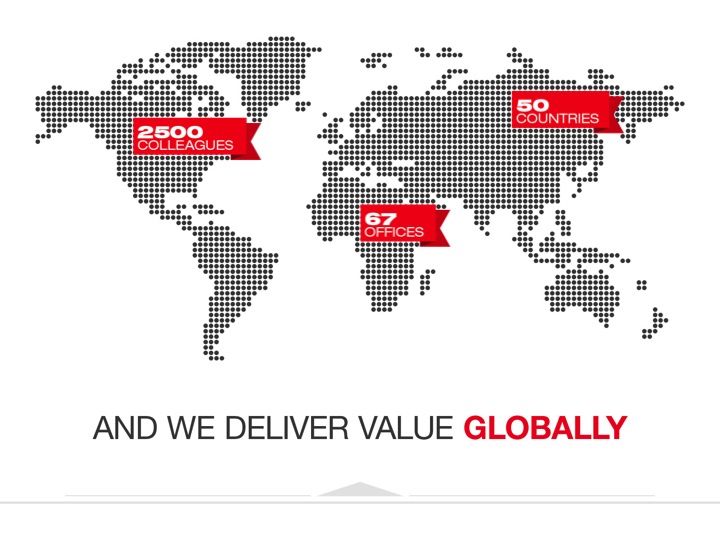 50
COUNTRIES
2500
COLLEAGUES
67
OFFICES
AND WE DELIVER VALUE GLOBALLY